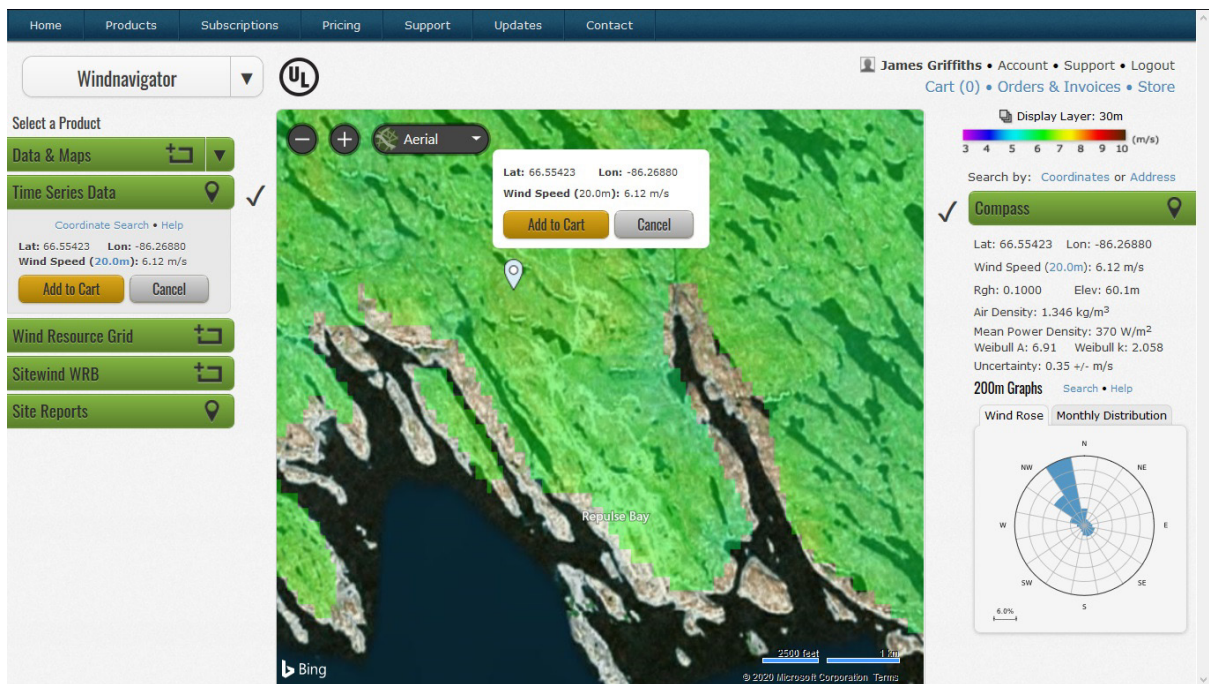 Home Products Subscriptions Pricing Support Updates Contact
Windnavigator ▼
UL
James Griffiths • Account • Support • Logout
Cart (0) • Orders & Invoices • Store
Select a Product
Data & Maps
Time Series Data
Coordinate Search • Help
Lat: 66.55423 Lon: -86.26880
Wind Speed (20.0m): 6.12 m/s
Add to Cart Cancel
Wind Resource Grid
Sitewind WRB
Site Reports
Aerial
Lat: 66.55423 Lon: -86.26880
Wind Speed (20.0m): 6.12 m/s
Add to Cart Cancel
Repulse Bay
Bing
2500 feet 1 km
© 2020 Microsoft Corporation Terms
Display Layer: 30m
3 4 5 6 7 8 9 10 (m/s)
Search by: Coordinates or Address
Compass
Lat: 66.55423 Lon: -86.26880
Wind Speed (20.0m): 6.12 m/s
Rgh: 0.1000 Elev: 60.1m
Air Density: 1.346 kg/m³
Mean Power Density: 370 W/m²
Weibull A: 6.91 Weibull k: 2.058
Uncertainty: 0.35 +/- m/s
200m Graphs Search • Help
Wind Rose Monthly Distribution
N
NW NE
W E
SW SE
S
6.0%